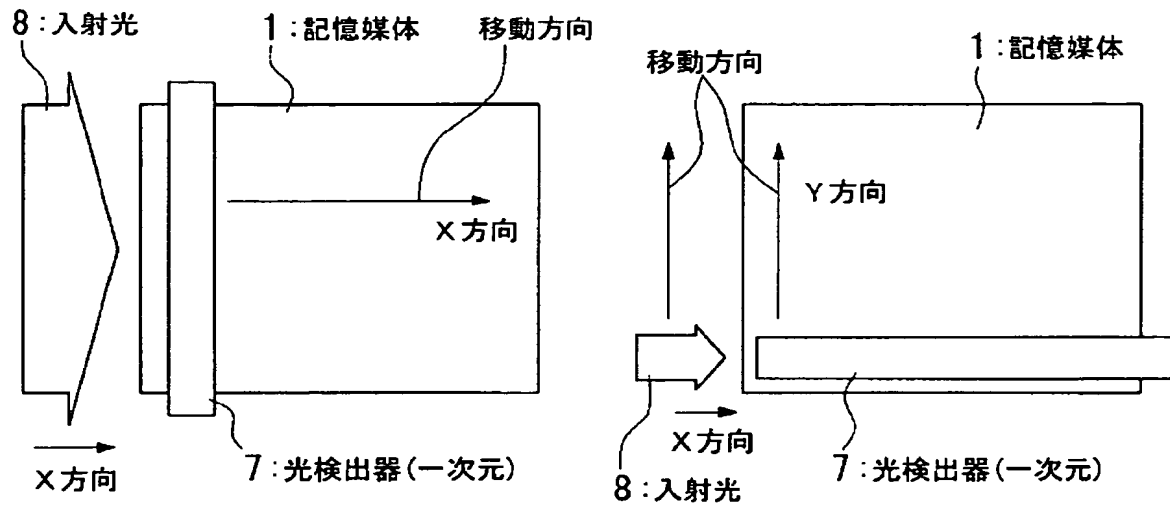 8:入射光
1:記憶媒体
移動方向
X方向
X方向
7:光検出器(一次元)
移動方向
1:記憶媒体
Y方向
X方向
7:光検出器(一次元)
8:入射光